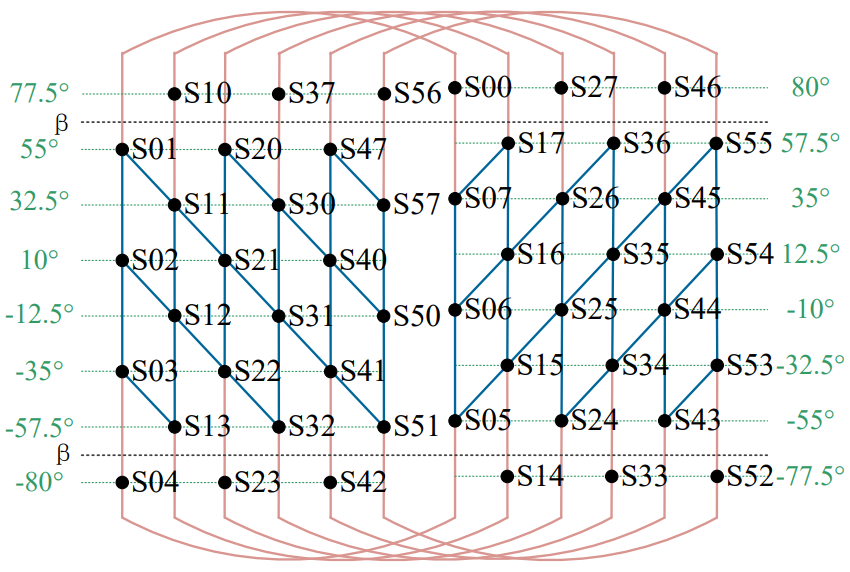 77.5° S10 S37 S56 S00 S27 S46 80°
β
55° S01 S20 S47 S17 S36 S55 57.5°
32.5° S11 S30 S57 S07 S26 S45 35°
10° S02 S21 S40 S16 S35 S54 12.5°
-12.5° S12 S31 S50 S06 S25 S44 -10°
-35° S03 S22 S41 S15 S34 S53 -32.5°
-57.5° S13 S32 S51 S05 S24 S43 -55°
β
-80° S04 S23 S42 S14 S33 S52 -77.5°